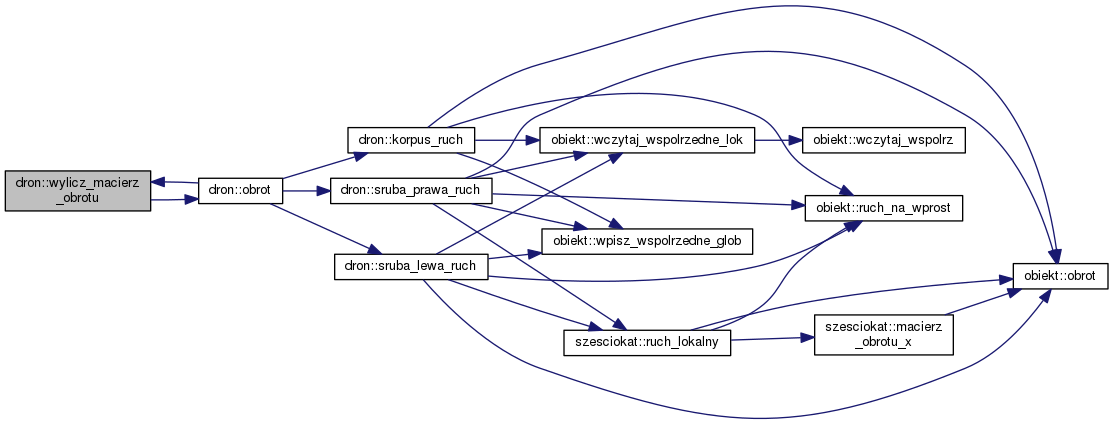 dron::wylicz_macierz
_obrotu
dron::obrot
dron::korpus_ruch
dron::sruba_prawa_ruch
dron::sruba_lewa_ruch
obiekt::wczytaj_wspolrzedne_lok
obiekt::wpisz_wspolrzedne_glob
szesciokat::ruch_lokalny
obiekt::wczytaj_wspolrz
obiekt::ruch_na_wprost
szesciokat::macierz
_obrotu_x
obiekt::obrot